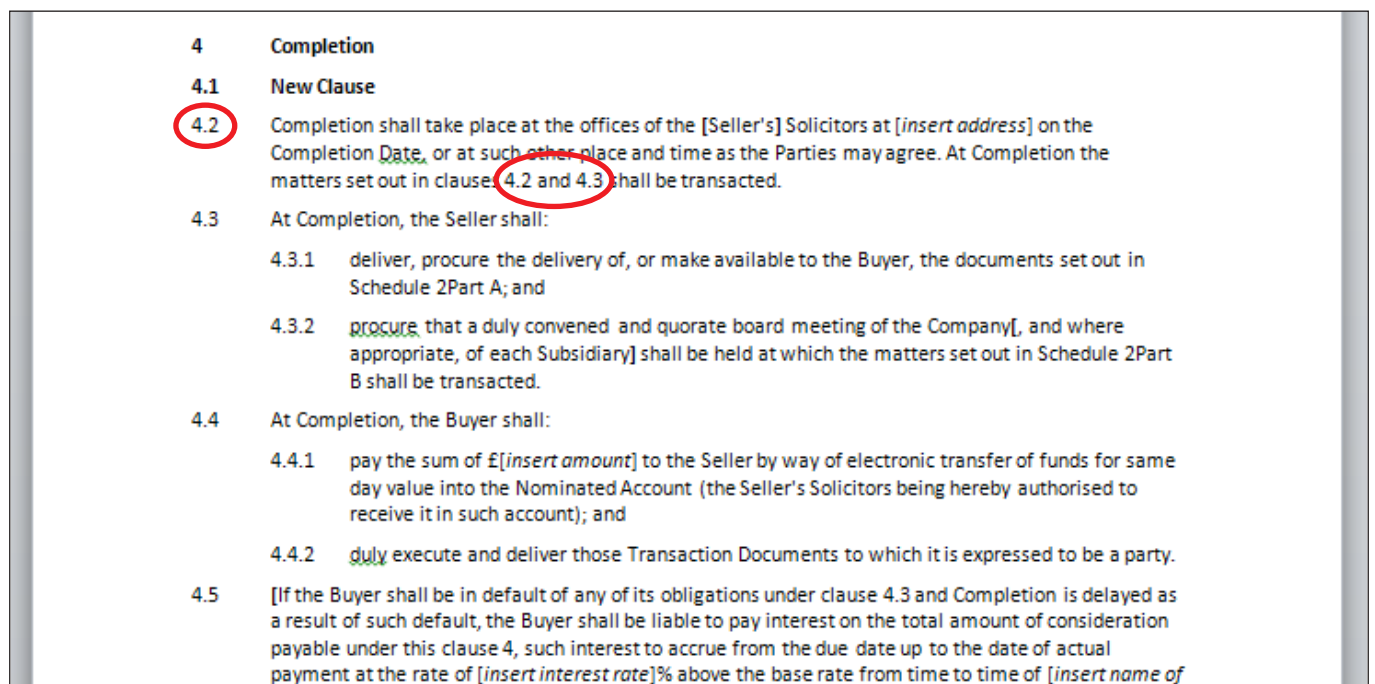 4 Completion
4.1 New Clause
4.2 Completion shall take place at the offices of the [Seller's] Solicitors at [insert address] on the
Completion Date, or at such other place and time as the Parties may agree. At Completion the
matters set out in clauses 4.2 and 4.3 shall be transacted.
4.3 At Completion, the Seller shall:
4.3.1 deliver, procure the delivery of, or make available to the Buyer, the documents set out in
Schedule 2Part A; and
4.3.2 procure that a duly convened and quorate board meeting of the Company[, and where
appropriate, of each Subsidiary] shall be held at which the matters set out in Schedule 2Part
B shall be transacted.
4.4 At Completion, the Buyer shall:
4.4.1 pay the sum of £[insert amount] to the Seller by way of electronic transfer of funds for same
day value into the Nominated Account (the Seller's Solicitors being hereby authorised to
receive it in such account); and
4.4.2 duly execute and deliver those Transaction Documents to which it is expressed to be a party.
4.5 [If the Buyer shall be in default of any of its obligations under clause 4.3 and Completion is delayed as
a result of such default, the Buyer shall be liable to pay interest on the total amount of consideration
payable under this clause 4, such interest to accrue from the due date up to the date of actual
payment at the rate of [insert interest rate]% above the base rate from time to time of [insert name of